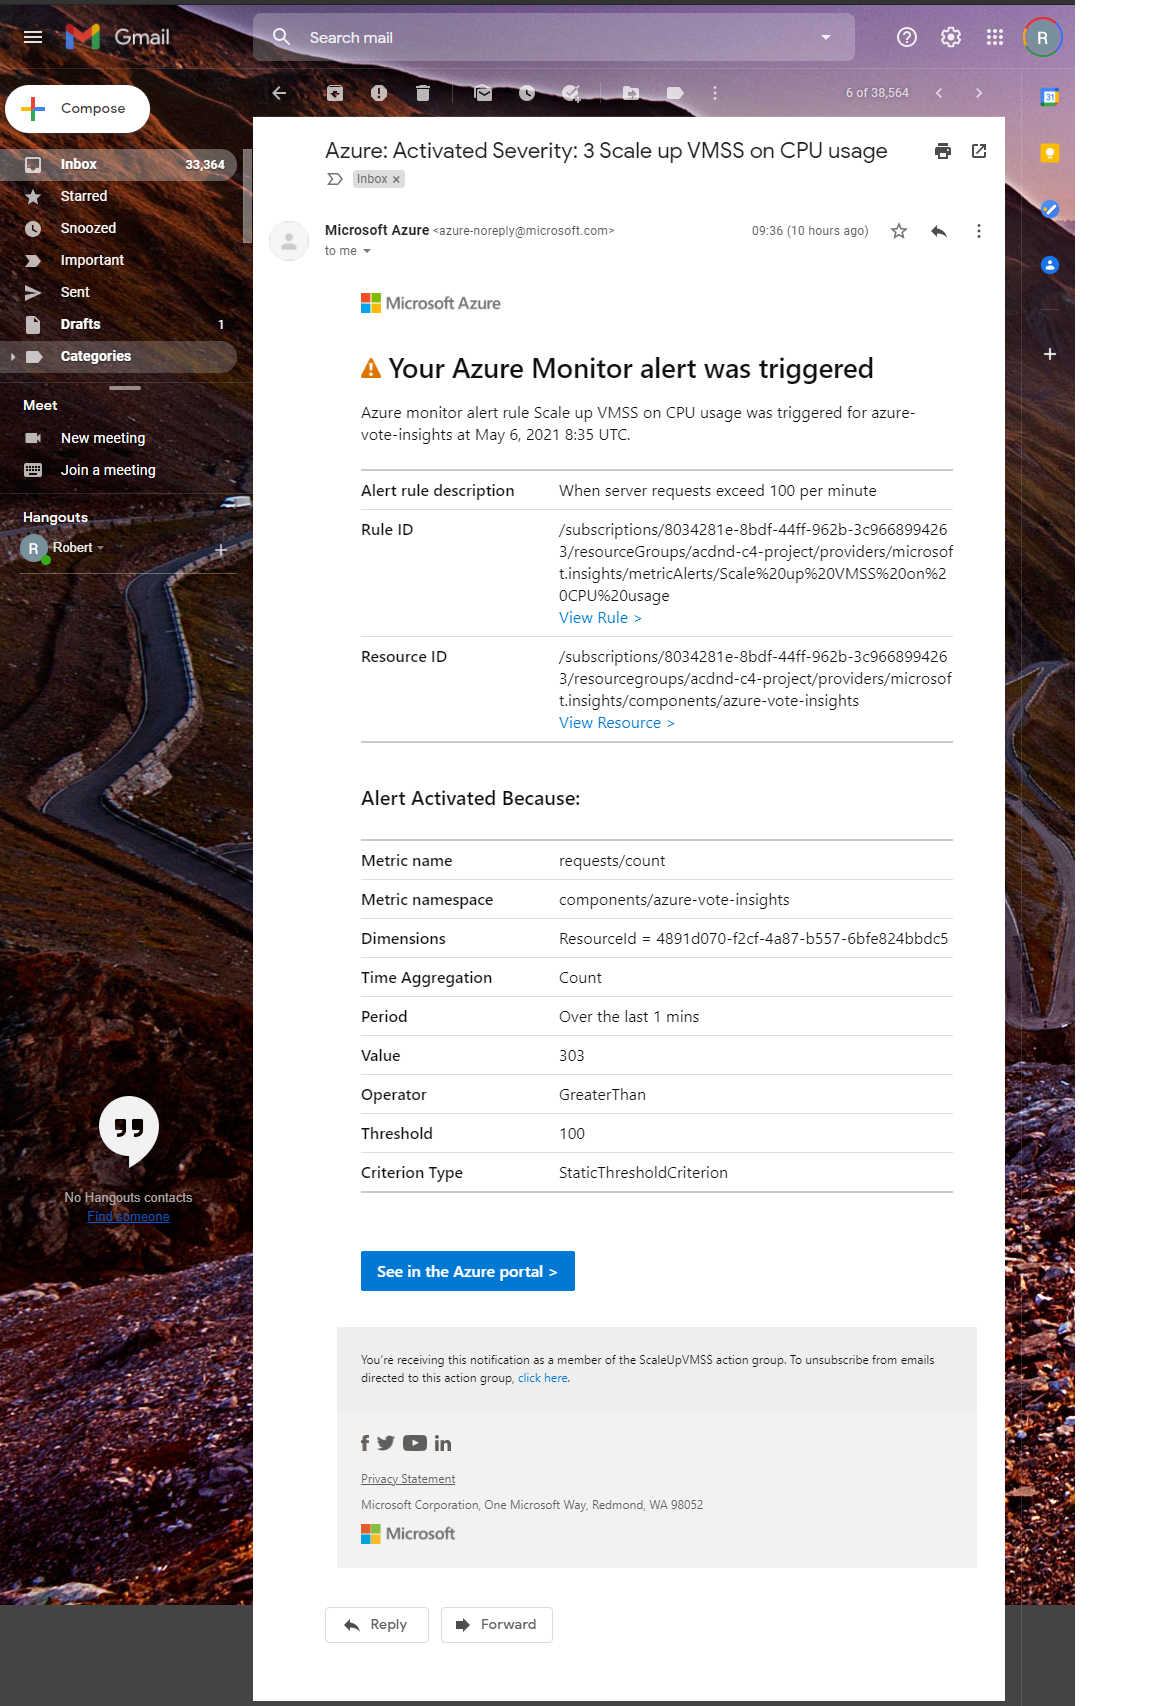 Gmail
Search mail
R
Compose
6 of 38,564
31
Inbox 33,364
Starred
Snoozed
Important
Sent
Drafts 1
Categories
Meet
New meeting
Join a meeting
Hangouts
R Robert
No Hangouts contacts
Find someone
Azure: Activated Severity: 3 Scale up VMSS on CPU usage
Inbox x
Microsoft Azure <azure-noreply@microsoft.com> 09:36 (10 hours ago)
to me
Microsoft Azure
Your Azure Monitor alert was triggered
Azure monitor alert rule Scale up VMSS on CPU usage was triggered for azure-
vote-insights at May 6, 2021 8:35 UTC.
Alert rule description When server requests exceed 100 per minute
Rule ID /subscriptions/8034281e-8bdf-44ff-962b-3c966899426
3/resourceGroups/acdnd-c4-project/providers/microsof
t.insights/metricAlerts/Scale%20up%20VMSS%20on%2
0CPU%20usage
View Rule >
Resource ID /subscriptions/8034281e-8bdf-44ff-962b-3c966899426
3/resourcegroups/acdnd-c4-project/providers/microsof
t.insights/components/azure-vote-insights
View Resource >
Alert Activated Because:
Metric name requests/count
Metric namespace components/azure-vote-insights
Dimensions ResourceId = 4891d070-f2cf-4a87-b557-6bfe824bbdc5
Time Aggregation Count
Period Over the last 1 mins
Value 303
Operator GreaterThan
Threshold 100
Criterion Type StaticThresholdCriterion
See in the Azure portal >
You're receiving this notification as a member of the ScaleUpVMSS action group. To unsubscribe from emails
directed to this action group, click here.
Privacy Statement
Microsoft Corporation, One Microsoft Way, Redmond, WA 98052
Microsoft
Reply
Forward